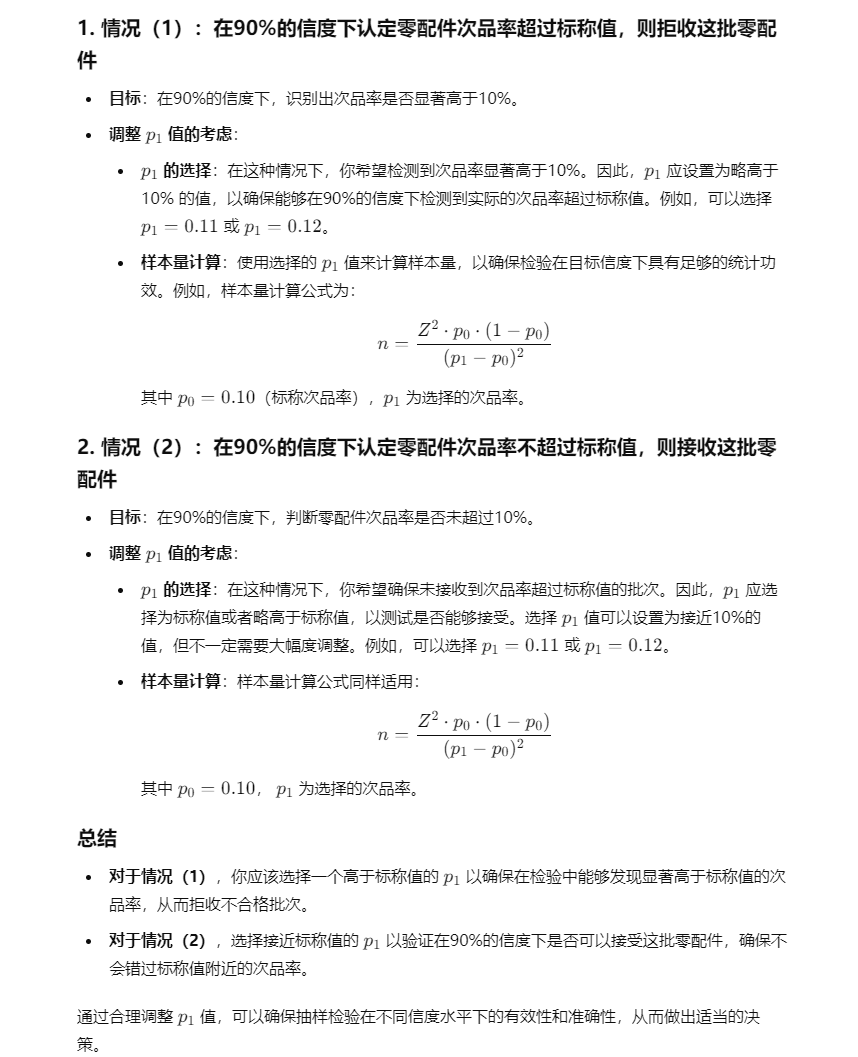 1. 情况（1）：在90%的信度下认定零配件次品率超过标称值，则拒收这批零配
件
• 目标：在90%的信度下，识别出次品率是否显著高于10%。
• 调整 p₁ 值的考虑：
• p₁ 的选择：在这种情况下，你希望检测到次品率显著高于10%。因此，p₁ 应设置为略高于
10% 的值，以确保能够在90%的信度下检测到实际的次品率超过标称值。例如，可以选择
p₁ = 0.11 或 p₁ = 0.12。
• 样本量计算：使用选择的 p₁ 值来计算样本量，以确保检验在目标信度下具有足够的统计功
效。例如，样本量计算公式为：
n = Z² · p₀ · (1 − p₀) / (p₁ − p₀)²
其中 p₀ = 0.10（标称次品率），p₁ 为选择的次品率。
2. 情况（2）：在90%的信度下认定零配件次品率不超过标称值，则接收这批零
配件
• 目标：在90%的信度下，判断零配件次品率是否未超过10%。
• 调整 p₁ 值的考虑：
• p₁ 的选择：在这种情况下，你希望确保未接收到次品率超过标称值的批次。因此，p₁ 应选
择为标称值或者略高于标称值，以测试是否能够接受。选择 p₁ 值可以设置为接近10%的
值，但不一定需要大幅度调整。例如，可以选择 p₁ = 0.11 或 p₁ = 0.12。
• 样本量计算：样本量计算公式同样适用：
n = Z² · p₀ · (1 − p₀) / (p₁ − p₀)²
其中 p₀ = 0.10， p₁ 为选择的次品率。
总结
• 对于情况（1），你应该选择一个高于标称值的 p₁ 以确保在检验中能够发现显著高于标称值的次
品率，从而拒收不合格批次。
• 对于情况（2），选择接近标称值的 p₁ 以验证在90%的信度下是否可以接受这批零配件，确保不
会错过标称值附近的次品率。
通过合理调整 p₁ 值，可以确保抽样检验在不同信度水平下的有效性和准确性，从而做出适当的决
策。